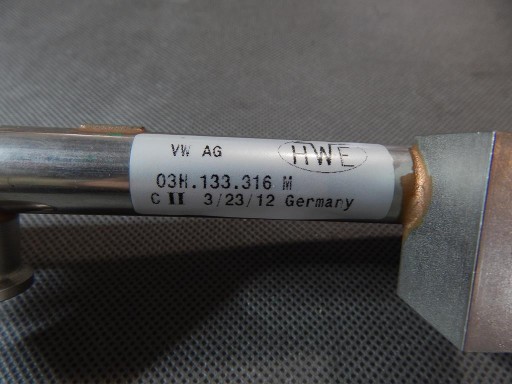 VW AG HWE
03H.133.316 M
C II 3/23/12 Germany